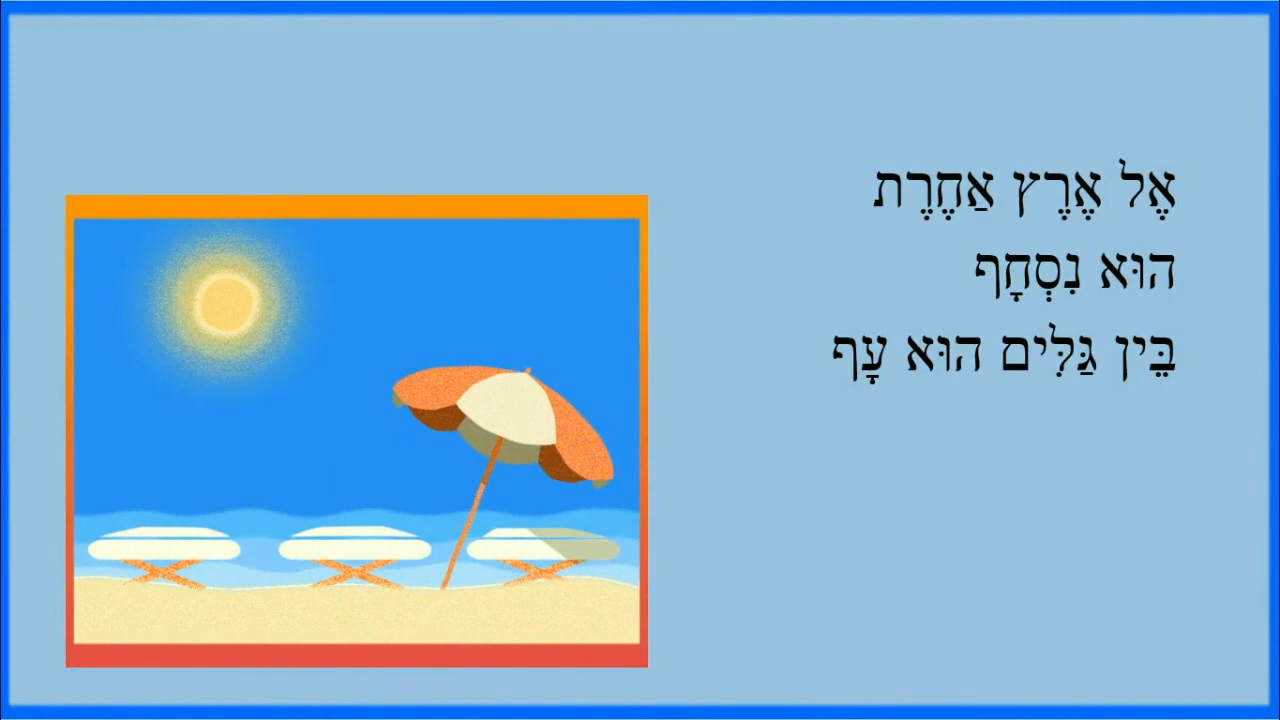 אֶל אֶרֶץ אַחֶרֶת
הוּא נִסְחָף
בֵּין גַּלִּים הוּא עָף